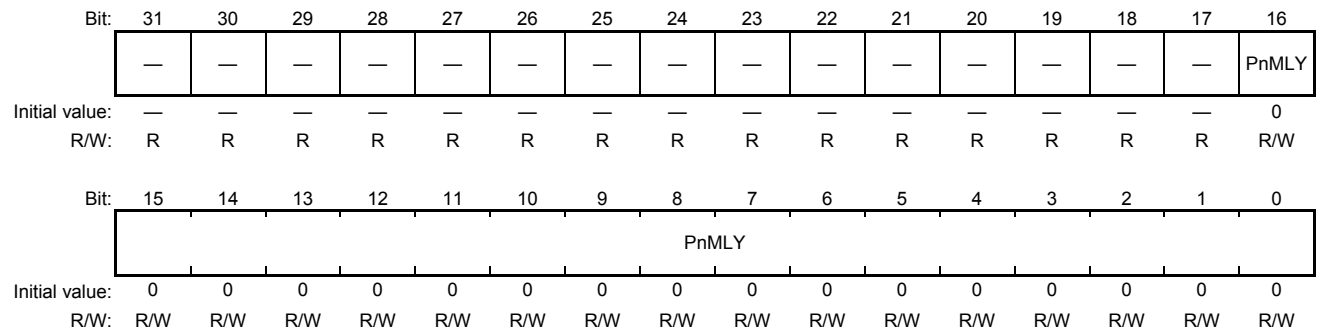 Bit: 31 30 29 28 27 26 25 24 23 22 21 20 19 18 17 16
— — — — — — — — — — — — — — — PnMLY
Initial value: — — — — — — — — — — — — — — — 0
R/W: R R R R R R R R R R R R R R R R/W
Bit: 15 14 13 12 11 10 9 8 7 6 5 4 3 2 1 0
PnMLY
Initial value: 0 0 0 0 0 0 0 0 0 0 0 0 0 0 0 0
R/W: R/W R/W R/W R/W R/W R/W R/W R/W R/W R/W R/W R/W R/W R/W R/W R/W